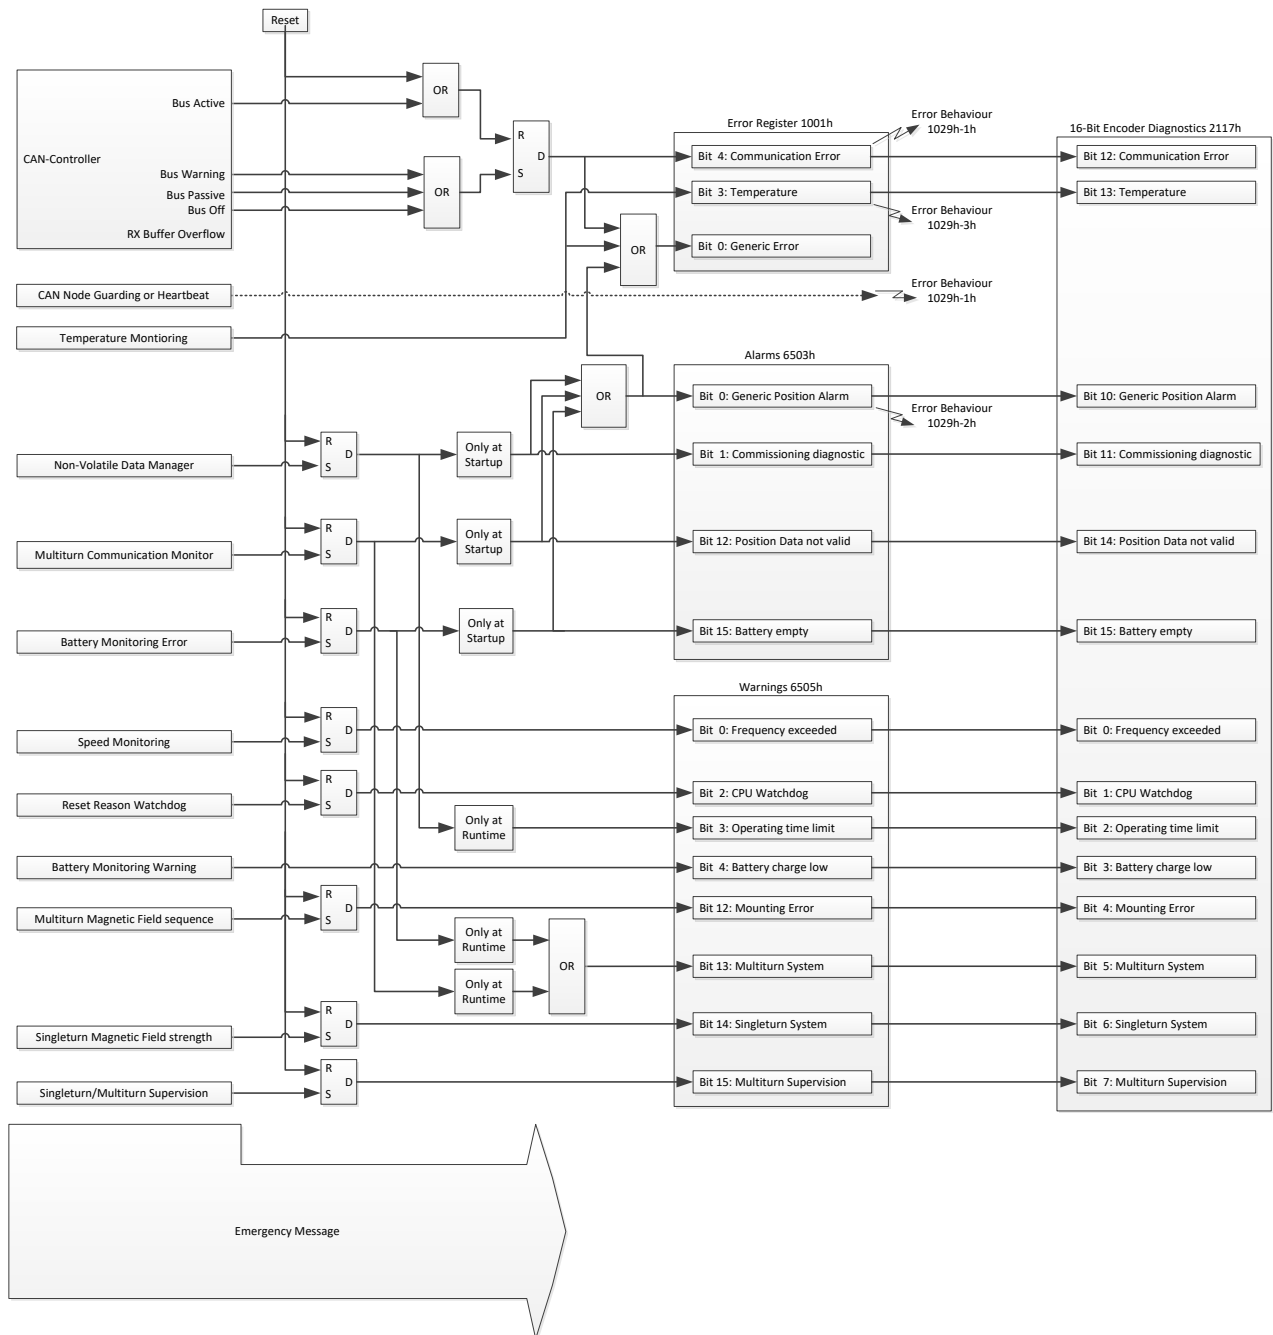 Reset
CAN-Controller
Bus Active
Bus Warning
Bus Passive
Bus Off
RX Buffer Overflow
OR
OR
R
D
S
Error Register 1001h
Bit 4: Communication Error
Bit 3: Temperature
Bit 0: Generic Error
OR
Error Behaviour
1029h-1h
Error Behaviour
1029h-3h
16-Bit Encoder Diagnostics 2117h
Bit 12: Communication Error
Bit 13: Temperature
CAN Node Guarding or Heartbeat
Error Behaviour
1029h-1h
Temperature Montioring
Alarms 6503h
OR
Bit 0: Generic Position Alarm
Error Behaviour
1029h-2h
Bit 10: Generic Position Alarm
Non-Volatile Data Manager
R
D
S
Only at
Startup
Bit 1: Commissioning diagnostic
Bit 11: Commissioning diagnostic
Multiturn Communication Monitor
R
D
S
Only at
Startup
Bit 12: Position Data not valid
Bit 14: Position Data not valid
Battery Monitoring Error
R
D
S
Only at
Startup
Bit 15: Battery empty
Bit 15: Battery empty
Warnings 6505h
Speed Monitoring
R
D
S
Bit 0: Frequency exceeded
Bit 0: Frequency exceeded
Reset Reason Watchdog
R
D
S
Bit 2: CPU Watchdog
Bit 1: CPU Watchdog
Only at
Runtime
Bit 3: Operating time limit
Bit 2: Operating time limit
Battery Monitoring Warning
Bit 4: Battery charge low
Bit 3: Battery charge low
Multiturn Magnetic Field sequence
R
D
S
Bit 12: Mounting Error
Bit 4: Mounting Error
Only at
Runtime
Only at
Runtime
OR
Bit 13: Multiturn System
Bit 5: Multiturn System
Singleturn Magnetic Field strength
R
D
S
Bit 14: Singleturn System
Bit 6: Singleturn System
Singleturn/Multiturn Supervision
R
D
S
Bit 15: Multiturn Supervision
Bit 7: Multiturn Supervision
Emergency Message